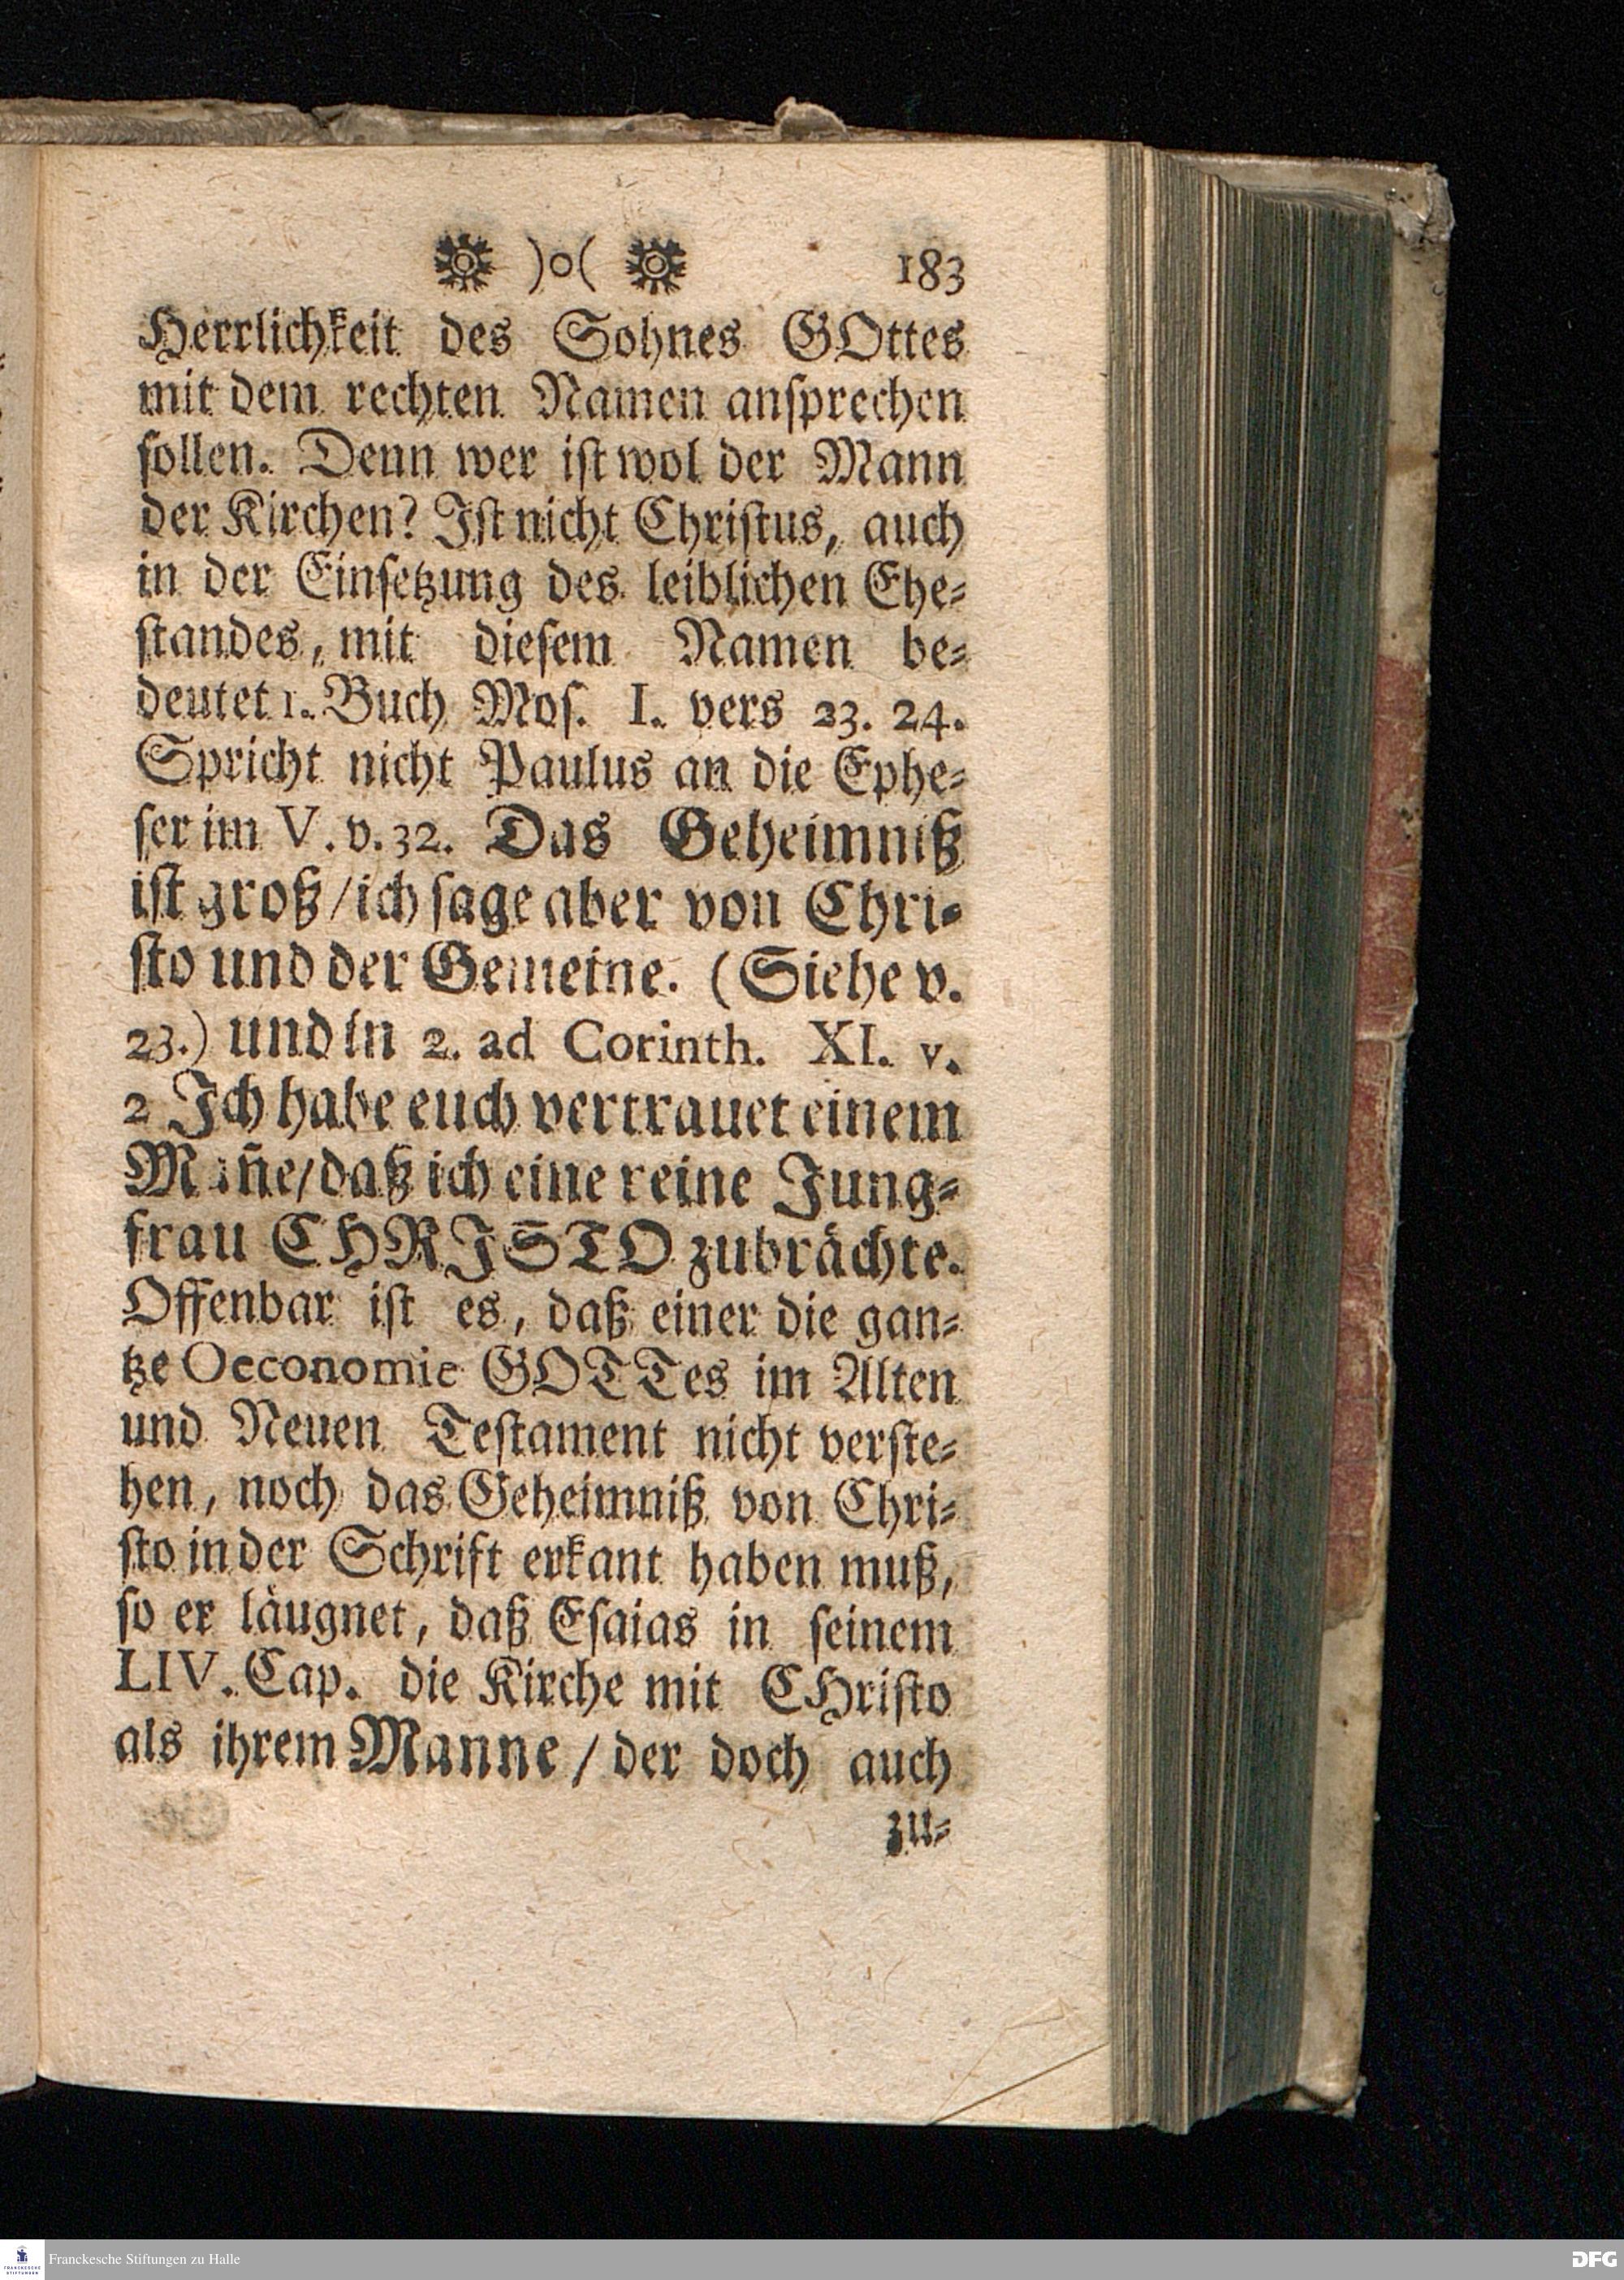 )o( 183
Herrlichkeit des Sohnes GOttes
mit dem rechten Namen anſprechen
ſollen. Denn wer iſt wol der Mann
der Kirchen? Iſt nicht Chriſtus, auch
in der Einſetzung des leiblichen Ehe-
ſtandes, mit dieſem Namen be-
deutet 1. Buch Moſ. I. vers 23. 24.
Spricht nicht Paulus an die Ephe-
ſer im V. v. 32. Das Geheimniß
iſt groß/ ich ſage aber von Chri-
ſto und der Gemeine. (Siehe v.
23.) und in 2. ad Corinth. XI. v.
2 Ich habe euch vertrauet einem
Mañe/ daß ich eine reine Jung-
frau CHRISTO zubrächte.
Offenbar iſt es, daß einer die gan-
tze Oeconomie GOTTes im Alten
und Neuen Teſtament nicht verſte-
hen, noch das Geheimniß von Chri-
ſto in der Schrift erkant haben muß,
ſo er läugnet, daß Eſaias in ſeinem
LIV. Cap. die Kirche mit CHriſto
als ihrem Manne / der doch auch
zu-
FRANCKESCHE STIFTUNGEN Franckesche Stiftungen zu Halle DFG